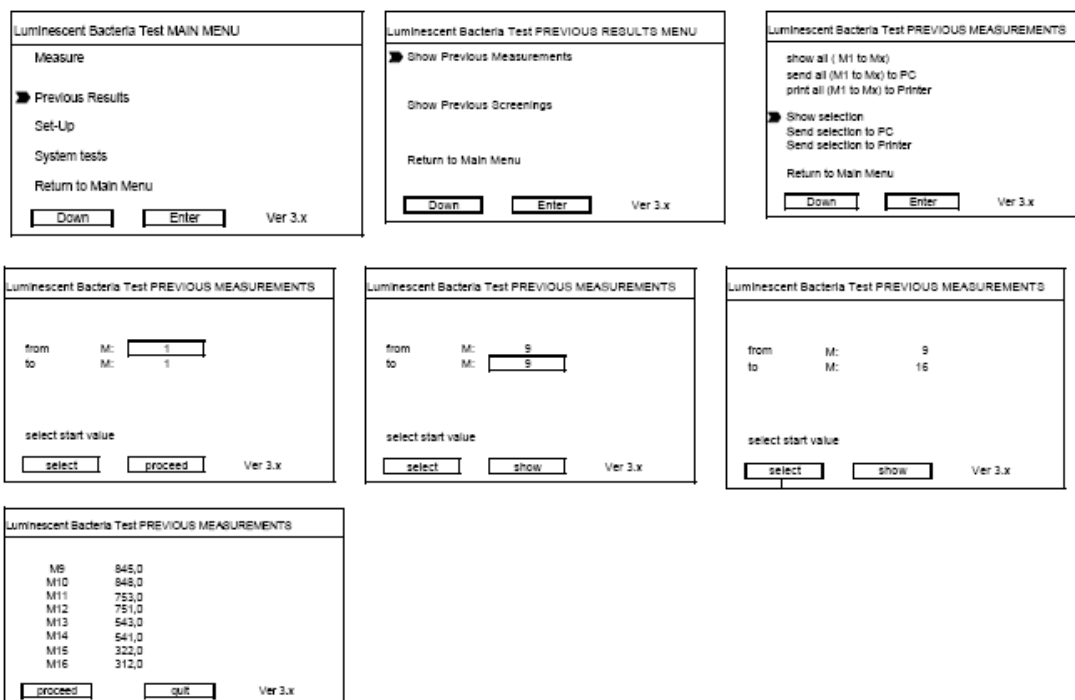 Luminescent Bacteria Test MAIN MENU
Measure
Previous Results
Set-Up
System tests
Return to Main Menu
Down Enter Ver 3.x
Luminescent Bacteria Test PREVIOUS RESULTS MENU
Show Previous Measurements
Show Previous Screenings
Return to Main Menu
Down Enter Ver 3.x
Luminescent Bacteria Test PREVIOUS MEASUREMENTS
show all ( M1 to Mx)
send all (M1 to Mx) to PC
print all (M1 to Mx) to Printer
Show selection
Send selection to PC
Send selection to Printer
Return to Main Menu
Down Enter Ver 3.x
Luminescent Bacteria Test PREVIOUS MEASUREMENTS
from M: 1
to M: 1
select start value
select proceed Ver 3.x
Luminescent Bacteria Test PREVIOUS MEASUREMENTS
from M: 9
to M: 9
select start value
select show Ver 3.x
Luminescent Bacteria Test PREVIOUS MEASUREMENTS
from M: 9
to M: 16
select start value
select show Ver 3.x
Luminescent Bacteria Test PREVIOUS MEASUREMENTS
M9 845,0
M10 848,0
M11 753,0
M12 751,0
M13 543,0
M14 541,0
M15 322,0
M16 312,0
proceed quit Ver 3.x